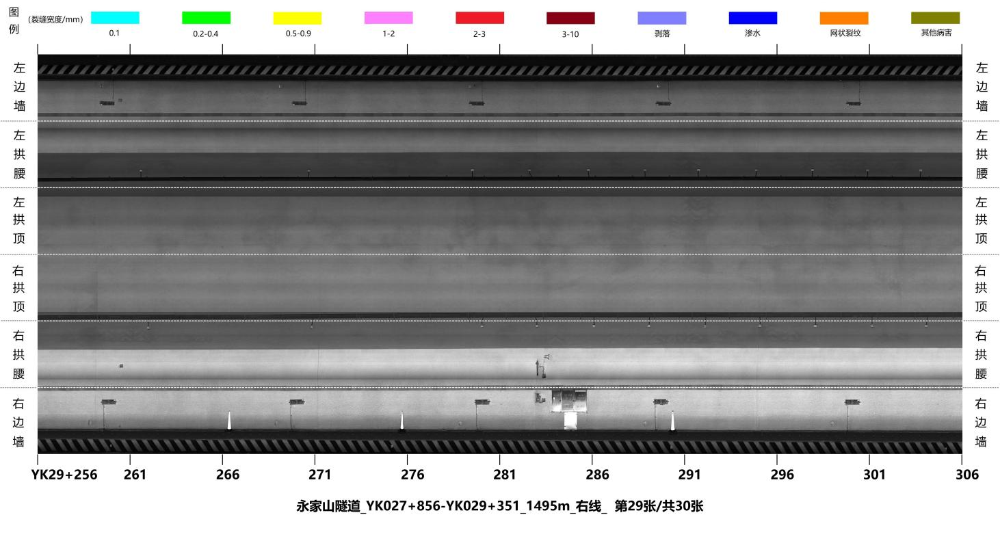 图例 (裂缝宽度/mm) 0.1 0.2-0.4 0.5-0.9 1-2 2-3 3-10 剥落 渗水 网状裂纹 其他病害
左边墙 左边墙
左拱腰 左拱腰
左拱顶 左拱顶
右拱顶 右拱顶
右拱腰 右拱腰
右边墙 右边墙
YK29+256 261 266 271 276 281 286 291 296 301 306
永家山隧道_YK027+856-YK029+351_1495m_右线_ 第29张/共30张